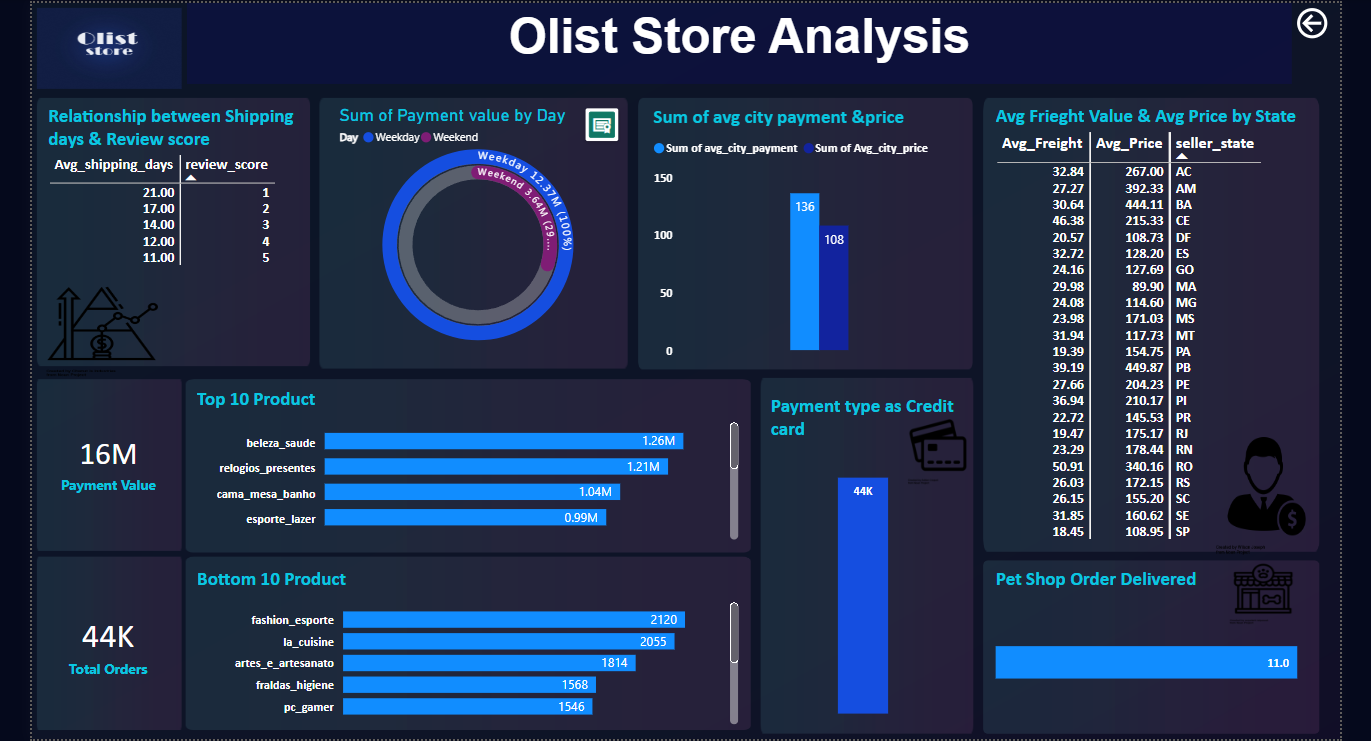 Olist
store
Olist Store Analysis
Relationship between Shipping
days & Review score
Avg_shipping_days review_score
21.00 1
17.00 2
14.00 3
12.00 4
11.00 5
Sum of Payment value by Day
Day Weekday Weekend
Weekday 12.37M (100%)
Weekend 3.64M (29....
Sum of avg city payment &price
Sum of avg_city_payment Sum of Avg_city_price
150
100
50
0
136
108
Avg Frieght Value & Avg Price by State
Avg_Freight Avg_Price seller_state
32.84 267.00 AC
27.27 392.33 AM
30.64 444.11 BA
46.38 215.33 CE
20.57 108.73 DF
32.72 128.20 ES
24.16 127.69 GO
29.98 89.90 MA
24.08 114.60 MG
23.98 171.03 MS
31.94 117.73 MT
19.39 154.75 PA
39.19 449.87 PB
27.66 204.23 PE
36.94 210.17 PI
22.72 145.53 PR
19.47 175.17 RJ
23.29 178.44 RN
50.91 340.16 RO
26.03 172.15 RS
26.15 155.20 SC
31.85 160.62 SE
18.45 108.95 SP
16M
Payment Value
Top 10 Product
beleza_saude 1.26M
relogios_presentes 1.21M
cama_mesa_banho 1.04M
esporte_lazer 0.99M
Payment type as Credit
card
44K
44K
Total Orders
Bottom 10 Product
fashion_esporte 2120
la_cuisine 2055
artes_e_artesanato 1814
fraldas_higiene 1568
pc_gamer 1546
Pet Shop Order Delivered
11.0